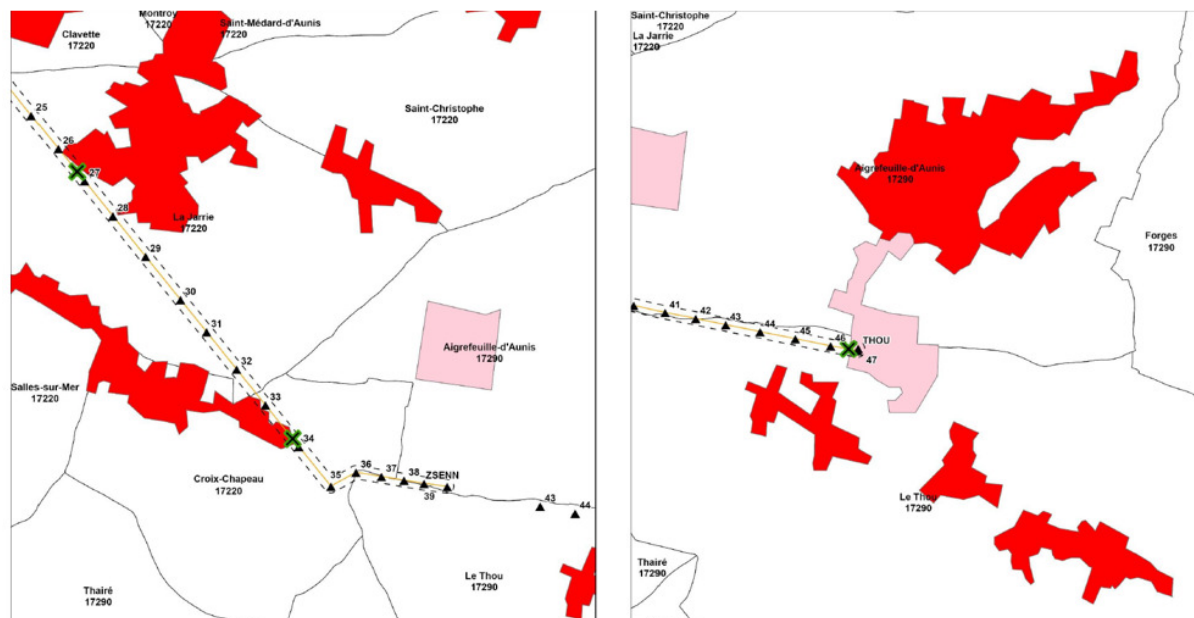 Montroy
17220
Saint-Médard-d'Aunis
17220
Clavette
17220
25
26
27
28
29
30
31
32
33
34
35
36
37
38
39
ZSENN
43
44
Saint-Christophe
17220
La Jarrie
17220
Aigrefeuille-d'Aunis
17290
Salles-sur-Mer
17220
Croix-Chapeau
17220
Thairé
17290
Le Thou
17290
Saint-Christophe
17220
La Jarrie
17220
Aigrefeuille-d'Aunis
17290
Forges
17290
41
42
43
44
45
46
THOU
47
Le Thou
17290
Thairé
17290